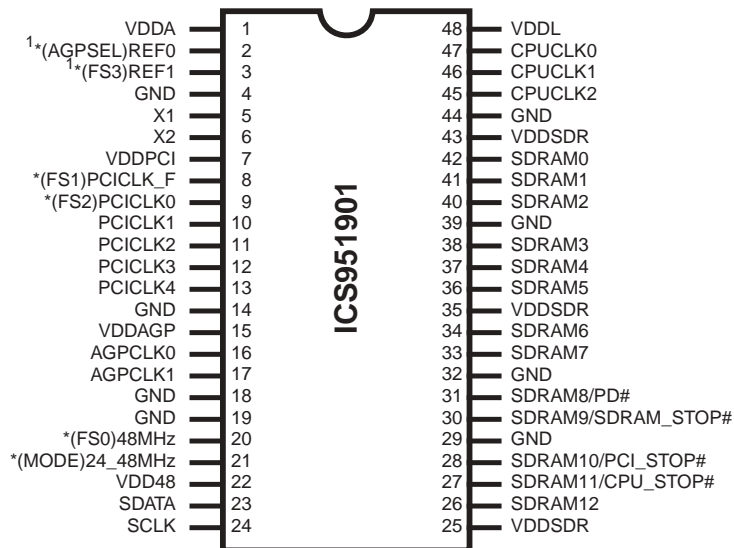 VDDA 1 48 VDDL
1*(AGPSEL)REF0 2 47 CPUCLK0
1*(FS3)REF1 3 46 CPUCLK1
GND 4 45 CPUCLK2
X1 5 44 GND
X2 6 43 VDDSDR
VDDPCI 7 42 SDRAM0
*(FS1)PCICLK_F 8 41 SDRAM1
*(FS2)PCICLK0 9 40 SDRAM2
PCICLK1 10 39 GND
PCICLK2 11 38 SDRAM3
PCICLK3 12 37 SDRAM4
PCICLK4 13 36 SDRAM5
GND 14 35 VDDSDR
VDDAGP 15 34 SDRAM6
AGPCLK0 16 33 SDRAM7
AGPCLK1 17 32 GND
GND 18 31 SDRAM8/PD#
GND 19 30 SDRAM9/SDRAM_STOP#
*(FS0)48MHz 20 29 GND
*(MODE)24_48MHz 21 28 SDRAM10/PCI_STOP#
VDD48 22 27 SDRAM11/CPU_STOP#
SDATA 23 26 SDRAM12
SCLK 24 25 VDDSDR
ICS951901